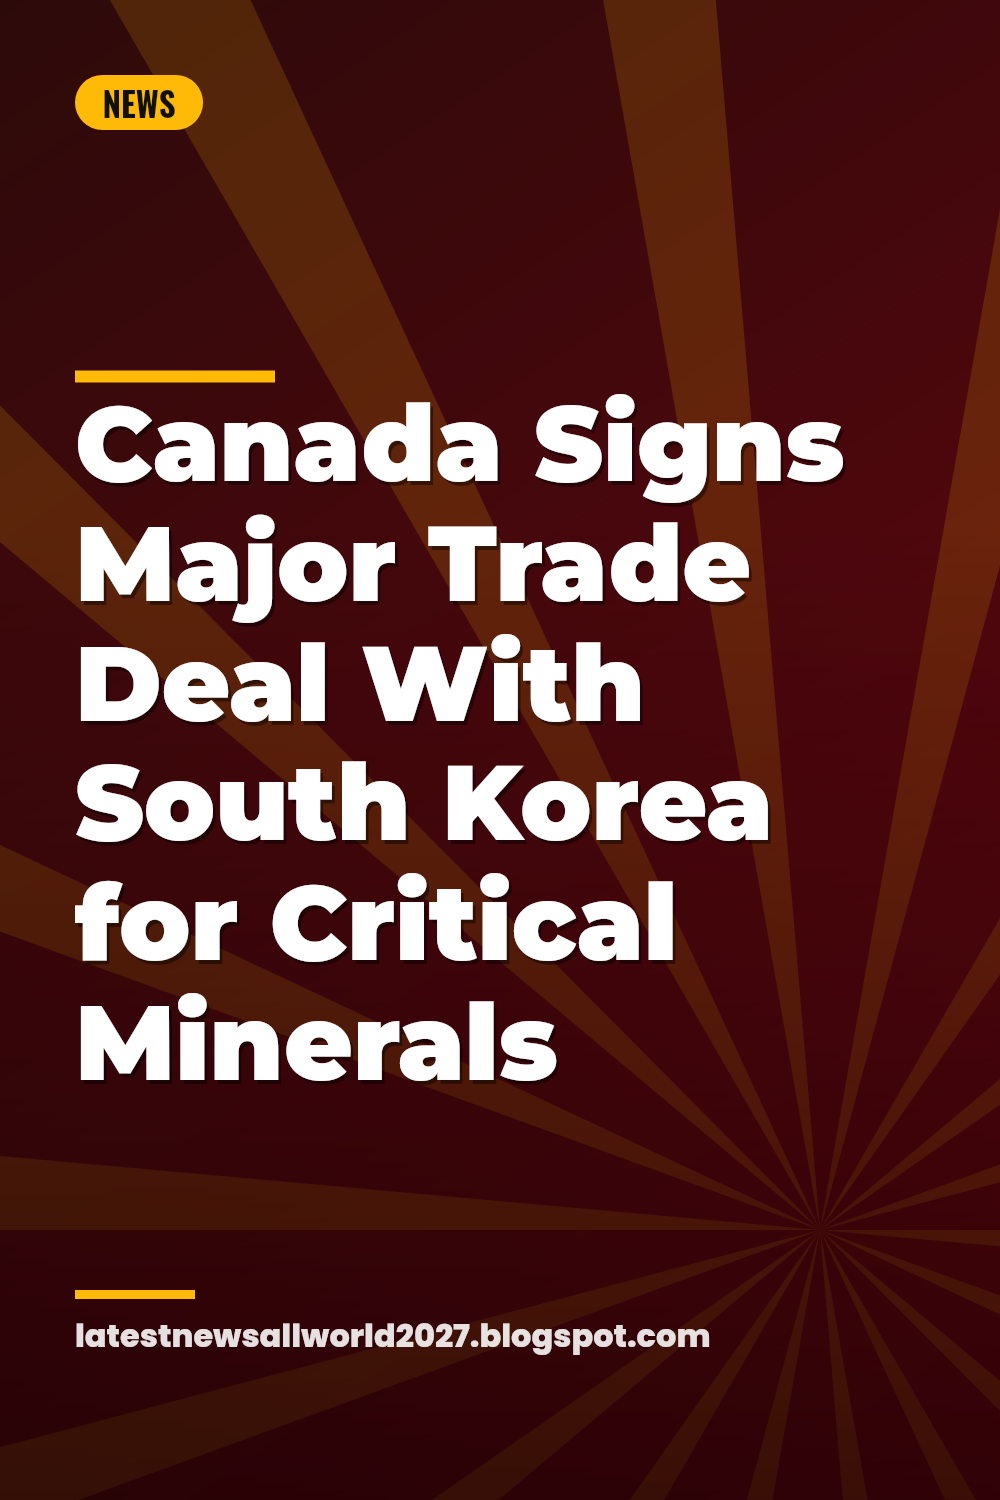 NEWS
Canada Signs
Major Trade
Deal With
South Korea
for Critical
Minerals
latestnewsallworld2027.blogspot.com